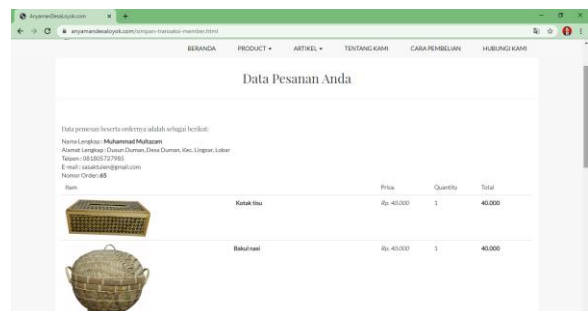 AnyamanDesaLoyok.com
anyamandesaloyok.com/simpan-transaksi-member.html
BERANDA PRODUCT ARTIKEL TENTANG KAMI CARA PEMBELIAN HUBUNGI KAMI
Data Pesanan Anda
Data pemesan beserta ordernya adalah sebagai berikut:
Nama Lengkap : Muhammad Multazam
Alamat Lengkap : Dusun Duman, Desa Duman, Kec. Lingsar, Lobar
Telpon : 081805727985
E-mail : sasaktulen@gmail.com
Nomor Order: 65
Item Price Quantity Total
Kotak tisu Rp. 40.000 1 40.000
Bakul nasi Rp. 40.000 1 40.000